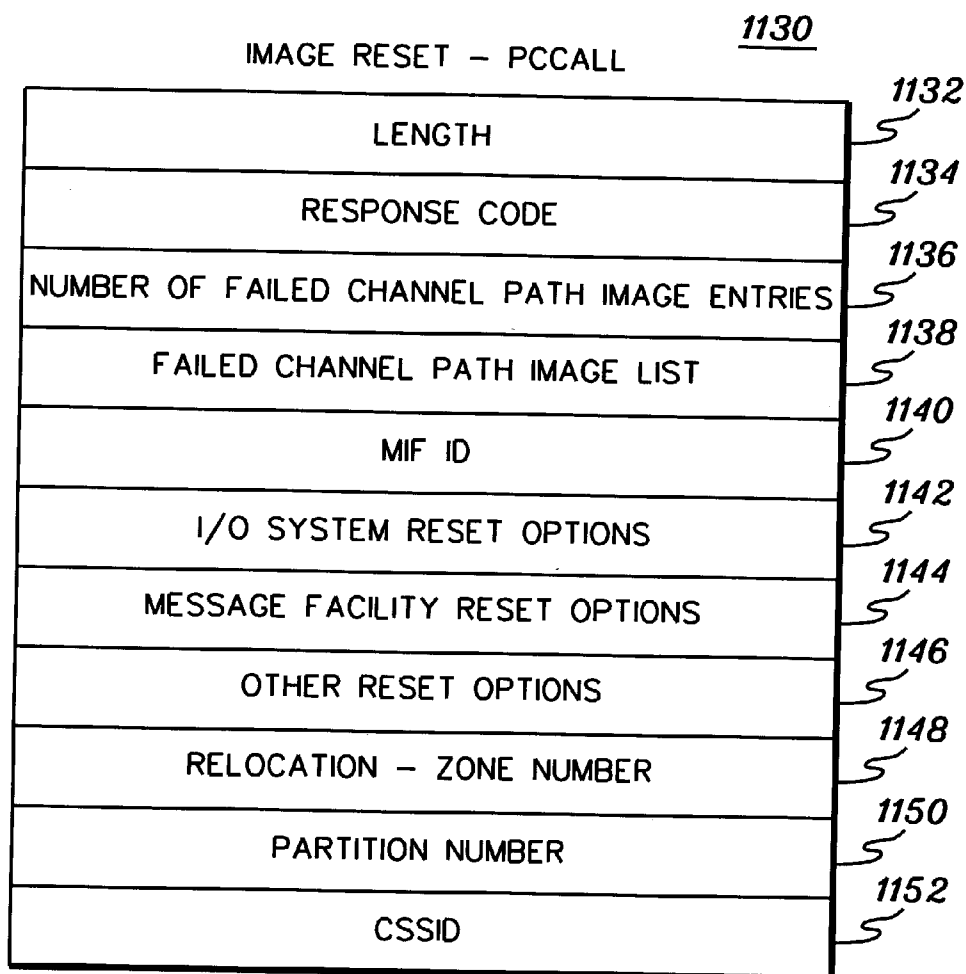 1130
IMAGE RESET – PCCALL
LENGTH 1132
RESPONSE CODE 1134
NUMBER OF FAILED CHANNEL PATH IMAGE ENTRIES 1136
FAILED CHANNEL PATH IMAGE LIST 1138
MIF ID 1140
I/O SYSTEM RESET OPTIONS 1142
MESSAGE FACILITY RESET OPTIONS 1144
OTHER RESET OPTIONS 1146
RELOCATION – ZONE NUMBER 1148
PARTITION NUMBER 1150
CSSID 1152